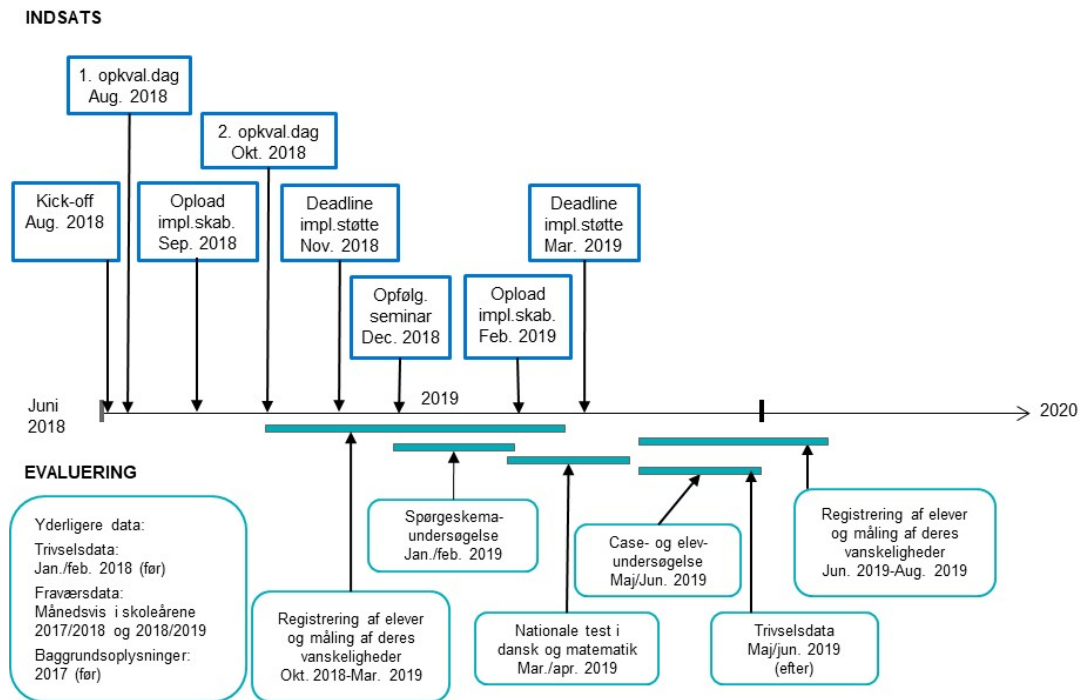 INDSATS
1. opkval.dag
Aug. 2018
2. opkval.dag
Okt. 2018
Kick-off
Aug. 2018
Opload
impl.skab.
Sep. 2018
Deadline
impl.støtte
Nov. 2018
Deadline
impl.støtte
Mar. 2019
Opfølg.
seminar
Dec. 2018
Opload
impl.skab.
Feb. 2019
Juni
2018
2019
2020
EVALUERING
Yderligere data:
Trivselsdata:
Jan./feb. 2018 (før)
Fraværsdata:
Månedsvis i skoleårene
2017/2018 og 2018/2019
Baggrundsoplysninger:
2017 (før)
Registrering af elever
og måling af deres
vanskeligheder
Okt. 2018-Mar. 2019
Spørgeskema-
undersøgelse
Jan./feb. 2019
Nationale test i
dansk og matematik
Mar./apr. 2019
Case- og elev-
undersøgelse
Maj/Jun. 2019
Trivselsdata
Maj/jun. 2019
(efter)
Registrering af elever
og måling af deres
vanskeligheder
Jun. 2019-Aug. 2019